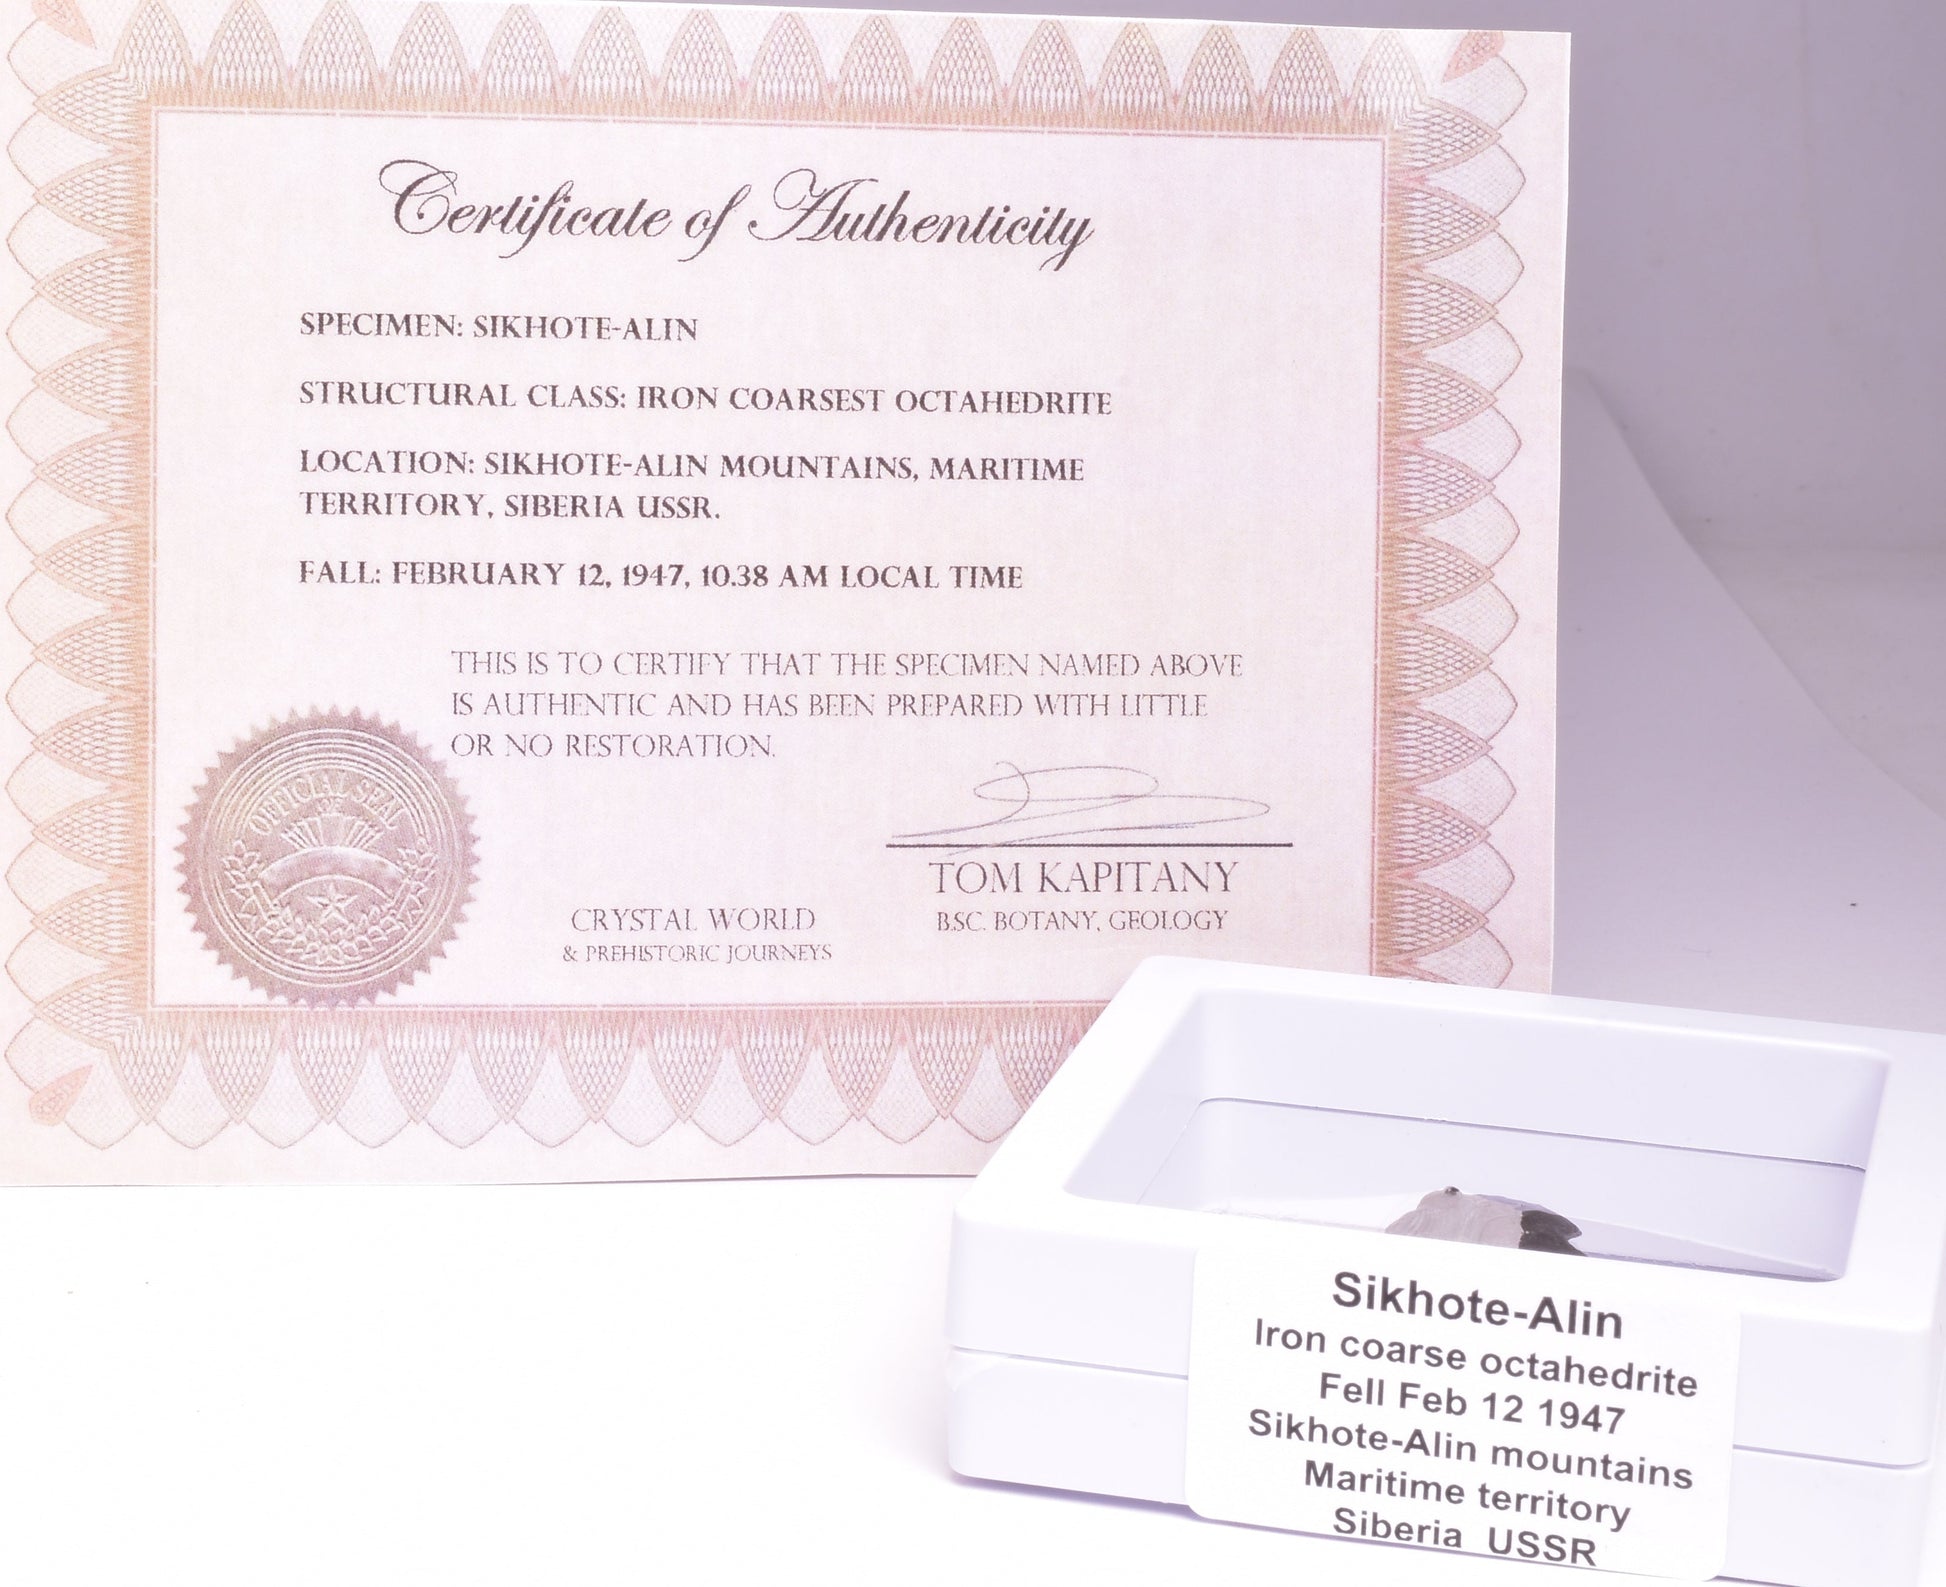 Certificate of Authenticity
SPECIMEN: SIKHOTE-ALIN
STRUCTURAL CLASS: IRON COARSEST OCTAHEDRITE
LOCATION: SIKHOTE-ALIN MOUNTAINS, MARITIME
TERRITORY, SIBERIA USSR.
FALL: FEBRUARY 12, 1947, 10.38 AM LOCAL TIME
THIS IS TO CERTIFY THAT THE SPECIMEN NAMED ABOVE
IS AUTHENTIC AND HAS BEEN PREPARED WITH LITTLE
OR NO RESTORATION.
OFFICIAL SEAL
OF
TOM KAPITANY
B.SC. BOTANY, GEOLOGY
CRYSTAL WORLD
& PREHISTORIC JOURNEYS
Sikhote-Alin
Iron coarse octahedrite
Fell Feb 12 1947
Sikhote-Alin mountains
Maritime territory
Siberia USSR